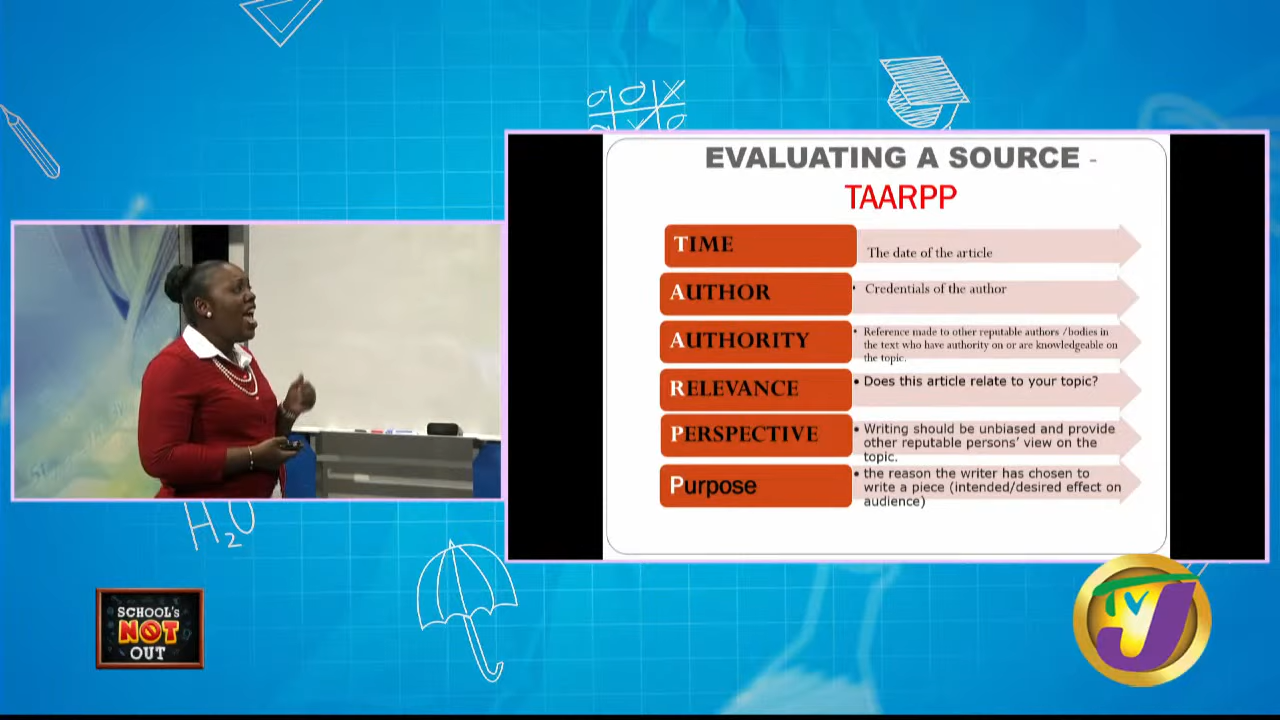 EVALUATING A SOURCE -
TAARPP
TIME
The date of the article
AUTHOR
• Credentials of the author
AUTHORITY
• Reference made to other reputable authors /bodies in
the text who have authority on or are knowledgeable on
the topic.
RELEVANCE
• Does this article relate to your topic?
PERSPECTIVE
• Writing should be unbiased and provide
other reputable persons' view on the
topic.
Purpose
• the reason the writer has chosen to
write a piece (intended/desired effect on
audience)
H2O
SCHOOL'S
NOT
OUT
TVJ